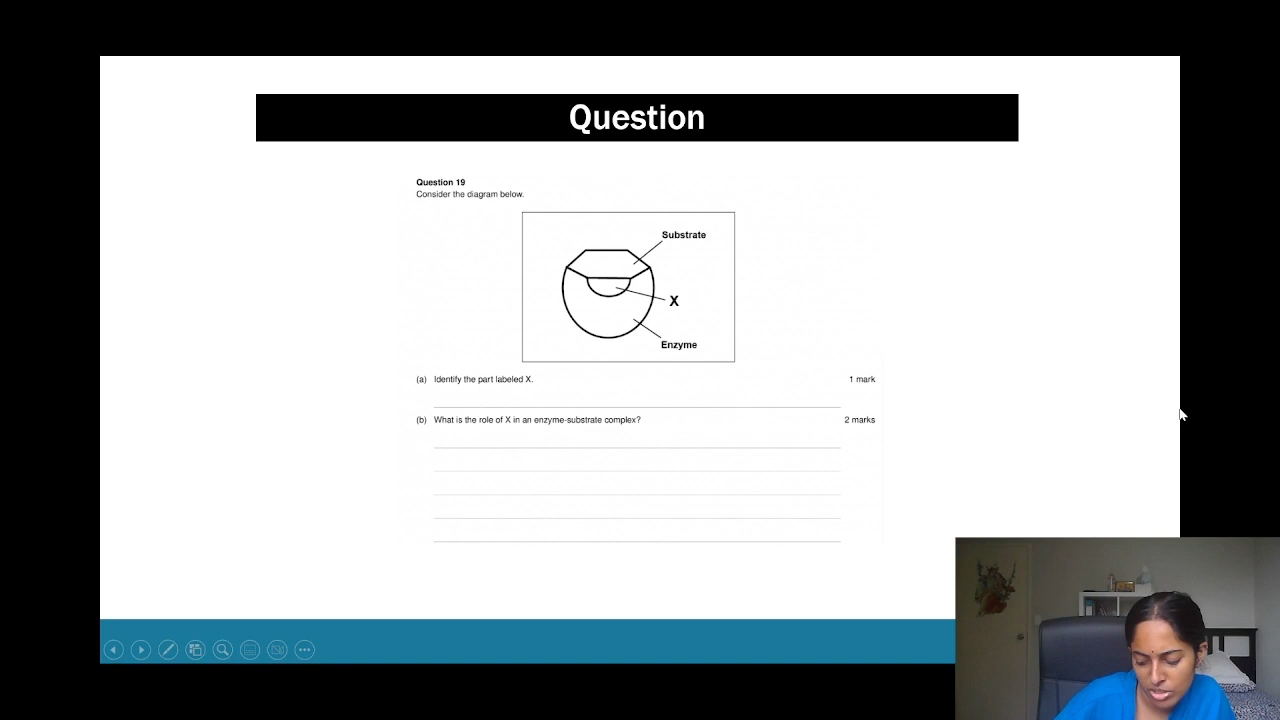 Question
Question 19
Consider the diagram below.
Substrate
X
Enzyme
(a) Identify the part labeled X. 1 mark
(b) What is the role of X in an enzyme-substrate complex? 2 marks